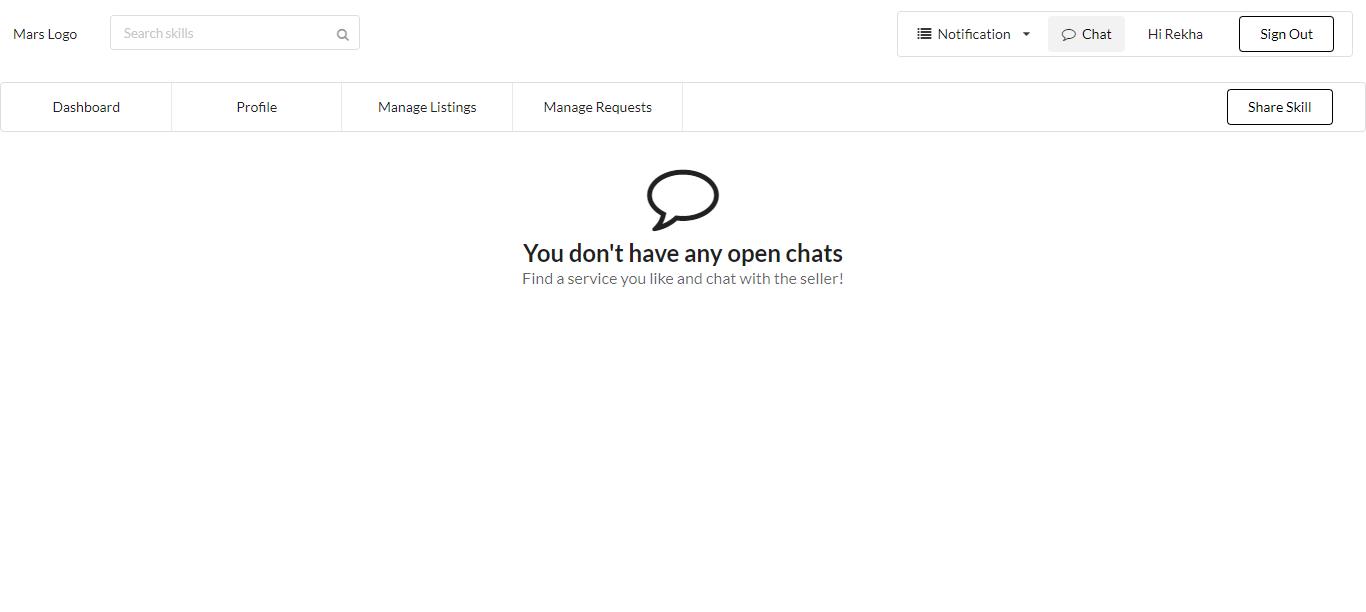 Mars Logo
Search skills
Notification
Chat
Hi Rekha
Sign Out
Dashboard
Profile
Manage Listings
Manage Requests
Share Skill
You don't have any open chats
Find a service you like and chat with the seller!